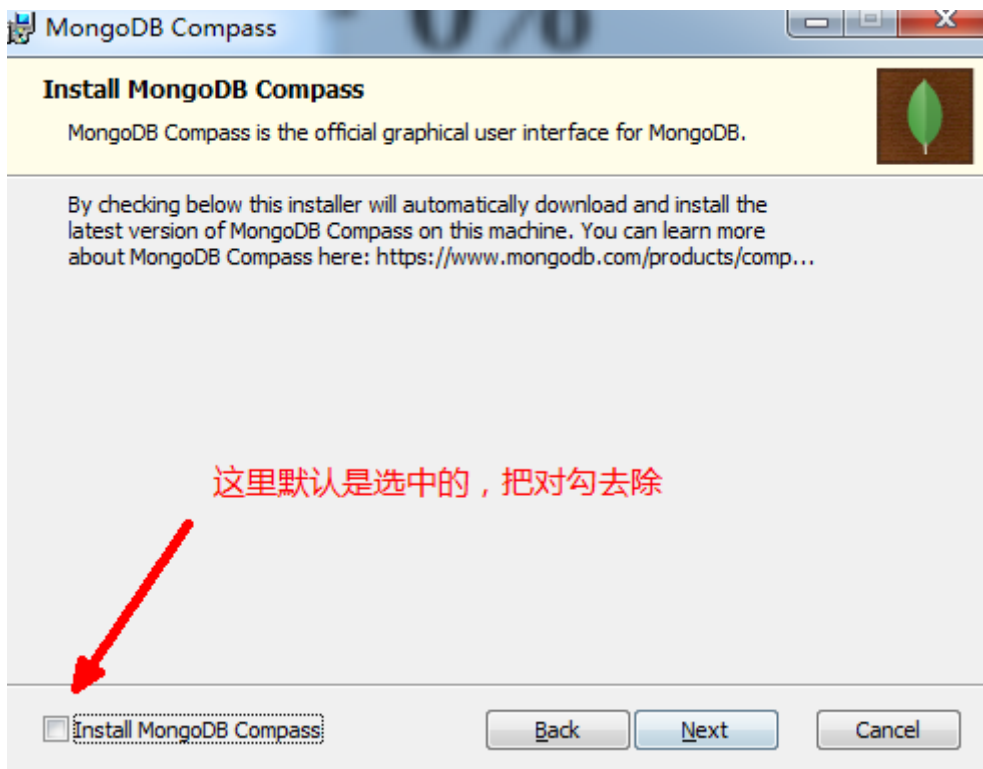 MongoDB Compass
Install MongoDB Compass
MongoDB Compass is the official graphical user interface for MongoDB.
By checking below this installer will automatically download and install the
latest version of MongoDB Compass on this machine. You can learn more
about MongoDB Compass here: https://www.mongodb.com/products/comp...
这里默认是选中的，把对勾去除
Install MongoDB Compass
Back
Next
Cancel